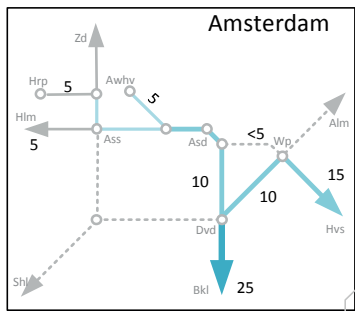 Amsterdam
Zd
Hrp
5
Awhv
5
Hlm
5
Ass
Asd
<5
Wp
Alm
10
10
15
Hvs
Dvd
Shl
Bkl
25